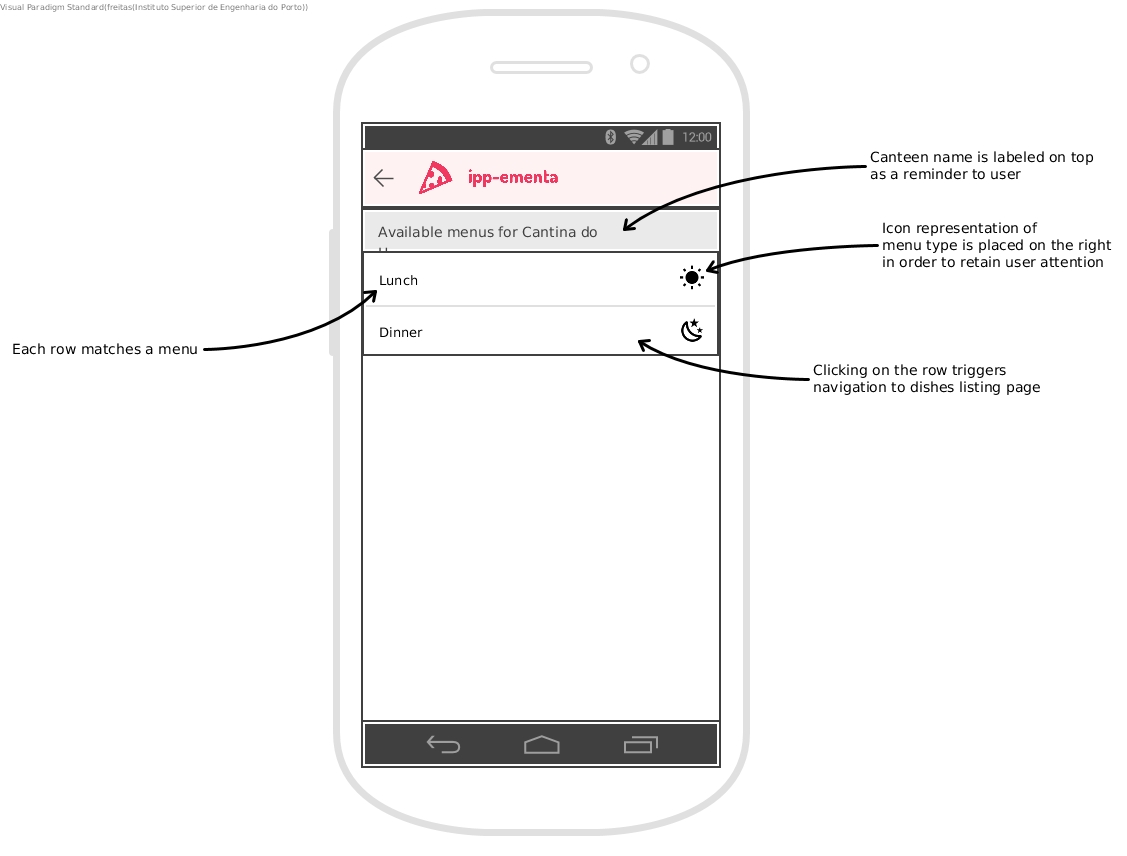 Visual Paradigm Standard(freitas(Instituto Superior de Engenharia do Porto))
12:00
ipp-ementa
Canteen name is labeled on top
as a reminder to user
Available menus for Cantina do
Icon representation of
menu type is placed on the right
in order to retain user attention
Lunch
Dinner
Each row matches a menu
Clicking on the row triggers
navigation to dishes listing page